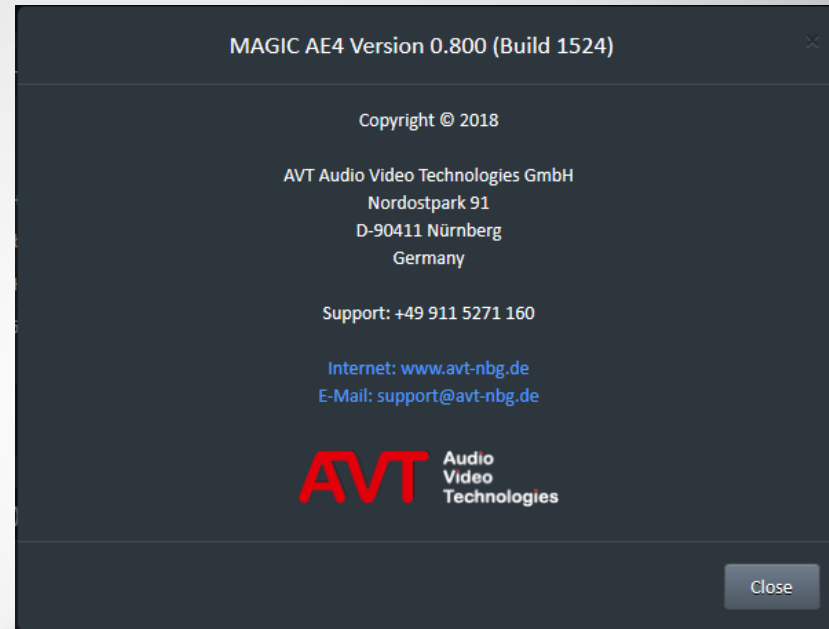 MAGIC AE4 Version 0.800 (Build 1524)
Copyright © 2018
AVT Audio Video Technologies GmbH
Nordostpark 91
D-90411 Nürnberg
Germany
Support: +49 911 5271 160
Internet: www.avt-nbg.de
E-Mail: support@avt-nbg.de
AVT
Audio
Video
Technologies
Close